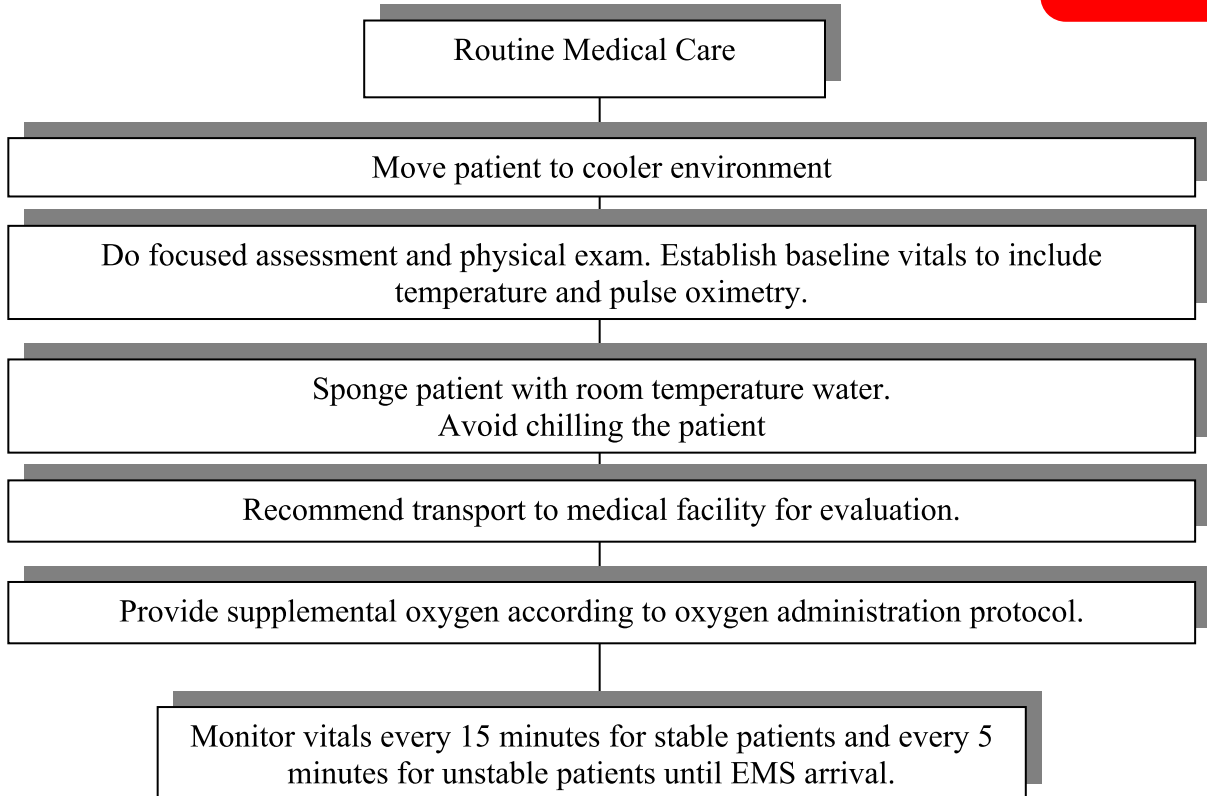 Routine Medical Care
Move patient to cooler environment
Do focused assessment and physical exam. Establish baseline vitals to include
temperature and pulse oximetry.
Sponge patient with room temperature water.
Avoid chilling the patient
Recommend transport to medical facility for evaluation.
Provide supplemental oxygen according to oxygen administration protocol.
Monitor vitals every 15 minutes for stable patients and every 5
minutes for unstable patients until EMS arrival.